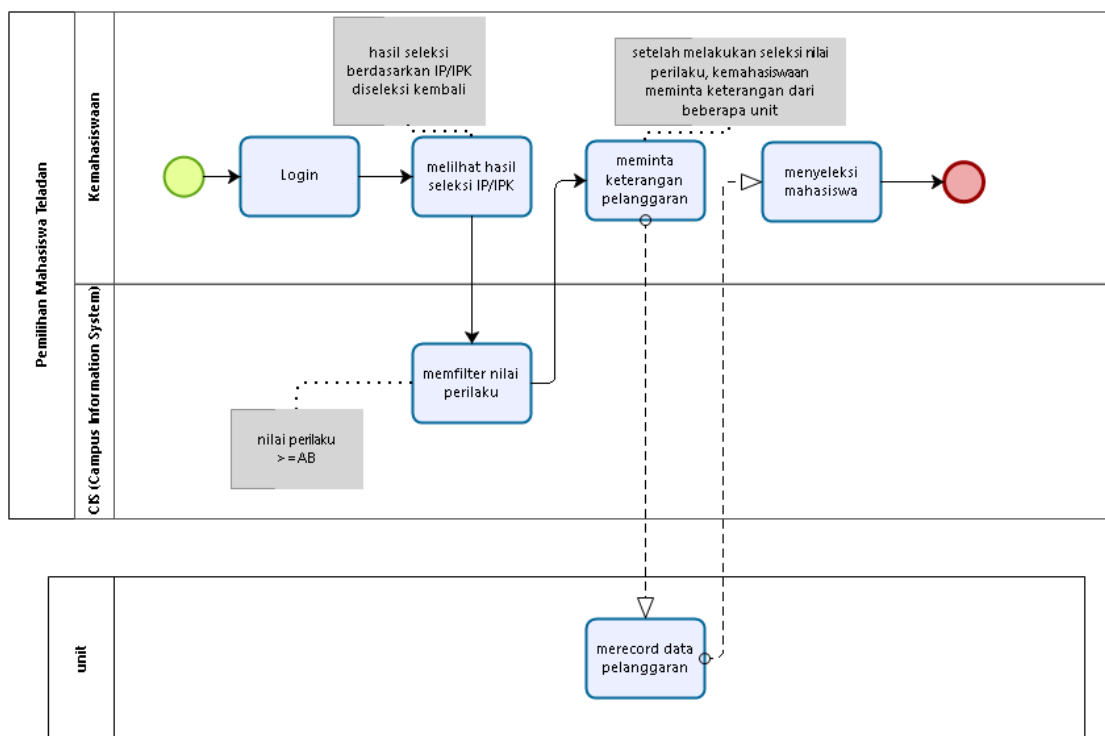 Pemilihan Mahasiswa Teladan
Kemahasiswaan
hasil seleksi
berdasarkan IP/IPK
diseleksi kembali
setelah melakukan seleksi nilai
perilaku, kemahasiswaan
meminta keterangan dari
beberapa unit
Login
melilhat hasil
seleksi IP/IPK
meminta
keterangan
pelanggaran
menyeleksi
mahasiswa
CIS (Campus Information System)
memfilter nilai
perilaku
nilai perilaku
>=AB
unit
merecord data
pelanggaran